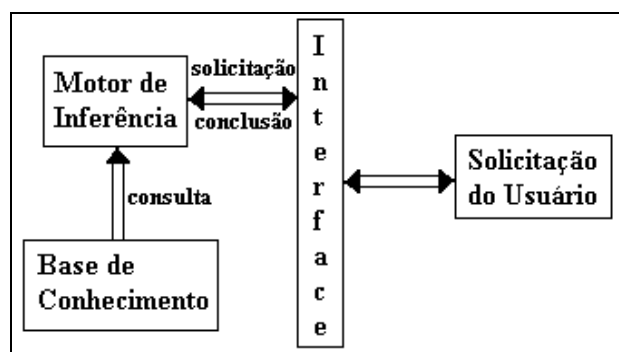 Motor de
Inferência
solicitação
conclusão
consulta
Base de
Conhecimento
I
n
t
e
r
f
a
c
e
Solicitação
do Usuário